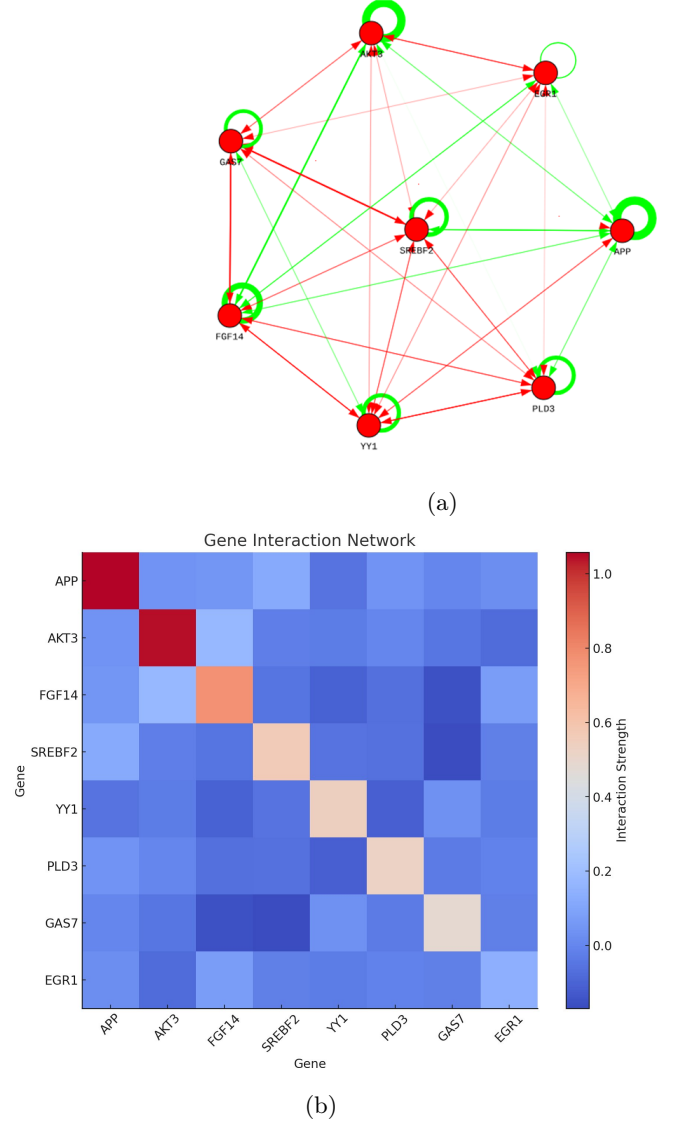 AKT3
EGR1
GAS7
SREBF2
APP
FGF14
PLD3
YY1
(a)
Gene Interaction Network
APP
AKT3
FGF14
SREBF2
YY1
PLD3
GAS7
EGR1
Gene
APP
AKT3
FGF14
SREBF2
YY1
PLD3
GAS7
EGR1
Gene
1.0
0.8
0.6
0.4
0.2
0.0
Interaction Strength
(b)